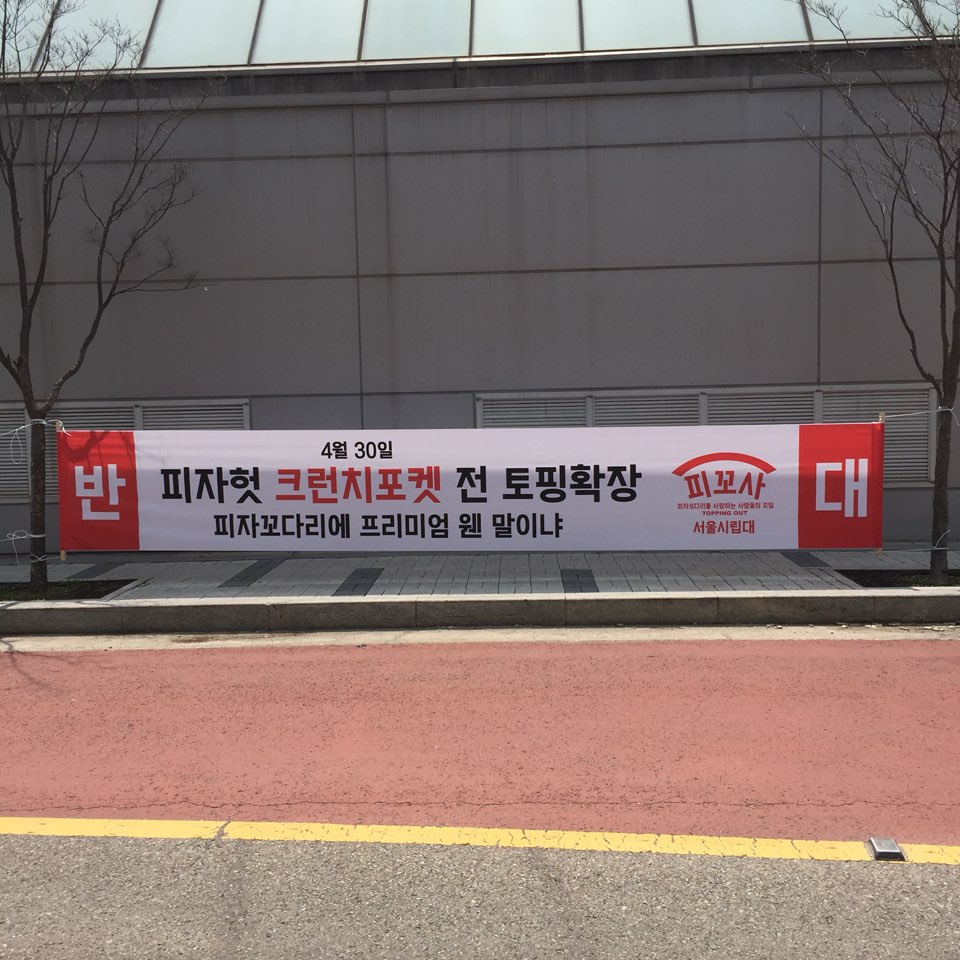 반
4월 30일
피자헛 크런치포켓 전 토핑확장
피자꼬다리에 프리미엄 웬 말이냐
피꼬사
피자꼬다리를 사랑하는 사람들의 모임
TOPPING OUT
서울시립대
대